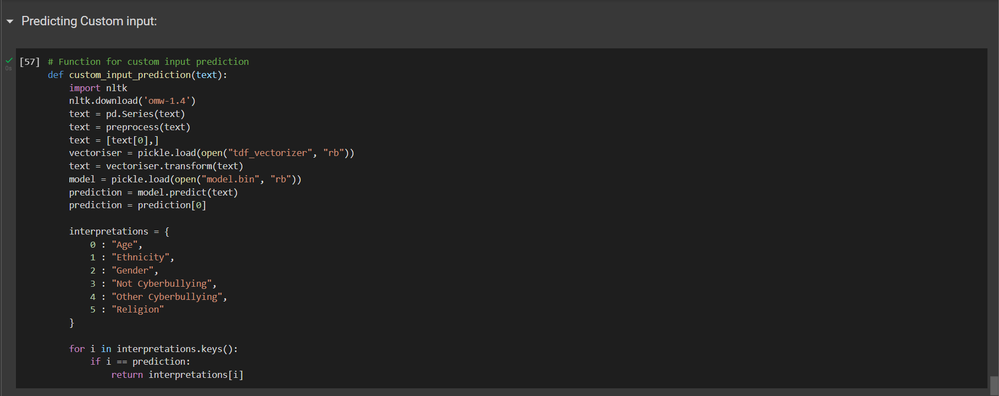 Predicting Custom input:
[57] # Function for custom input prediction
0s
def custom_input_prediction(text):
    import nltk
    nltk.download('omw-1.4')
    text = pd.Series(text)
    text = preprocess(text)
    text = [text[0],]
    vectoriser = pickle.load(open("tdf_vectorizer", "rb"))
    text = vectoriser.transform(text)
    model = pickle.load(open("model.bin", "rb"))
    prediction = model.predict(text)
    prediction = prediction[0]
    interpretations = {
        0 : "Age",
        1 : "Ethnicity",
        2 : "Gender",
        3 : "Not Cyberbullying",
        4 : "Other Cyberbullying",
        5 : "Religion"
    }
    for i in interpretations.keys():
        if i == prediction:
            return interpretations[i]